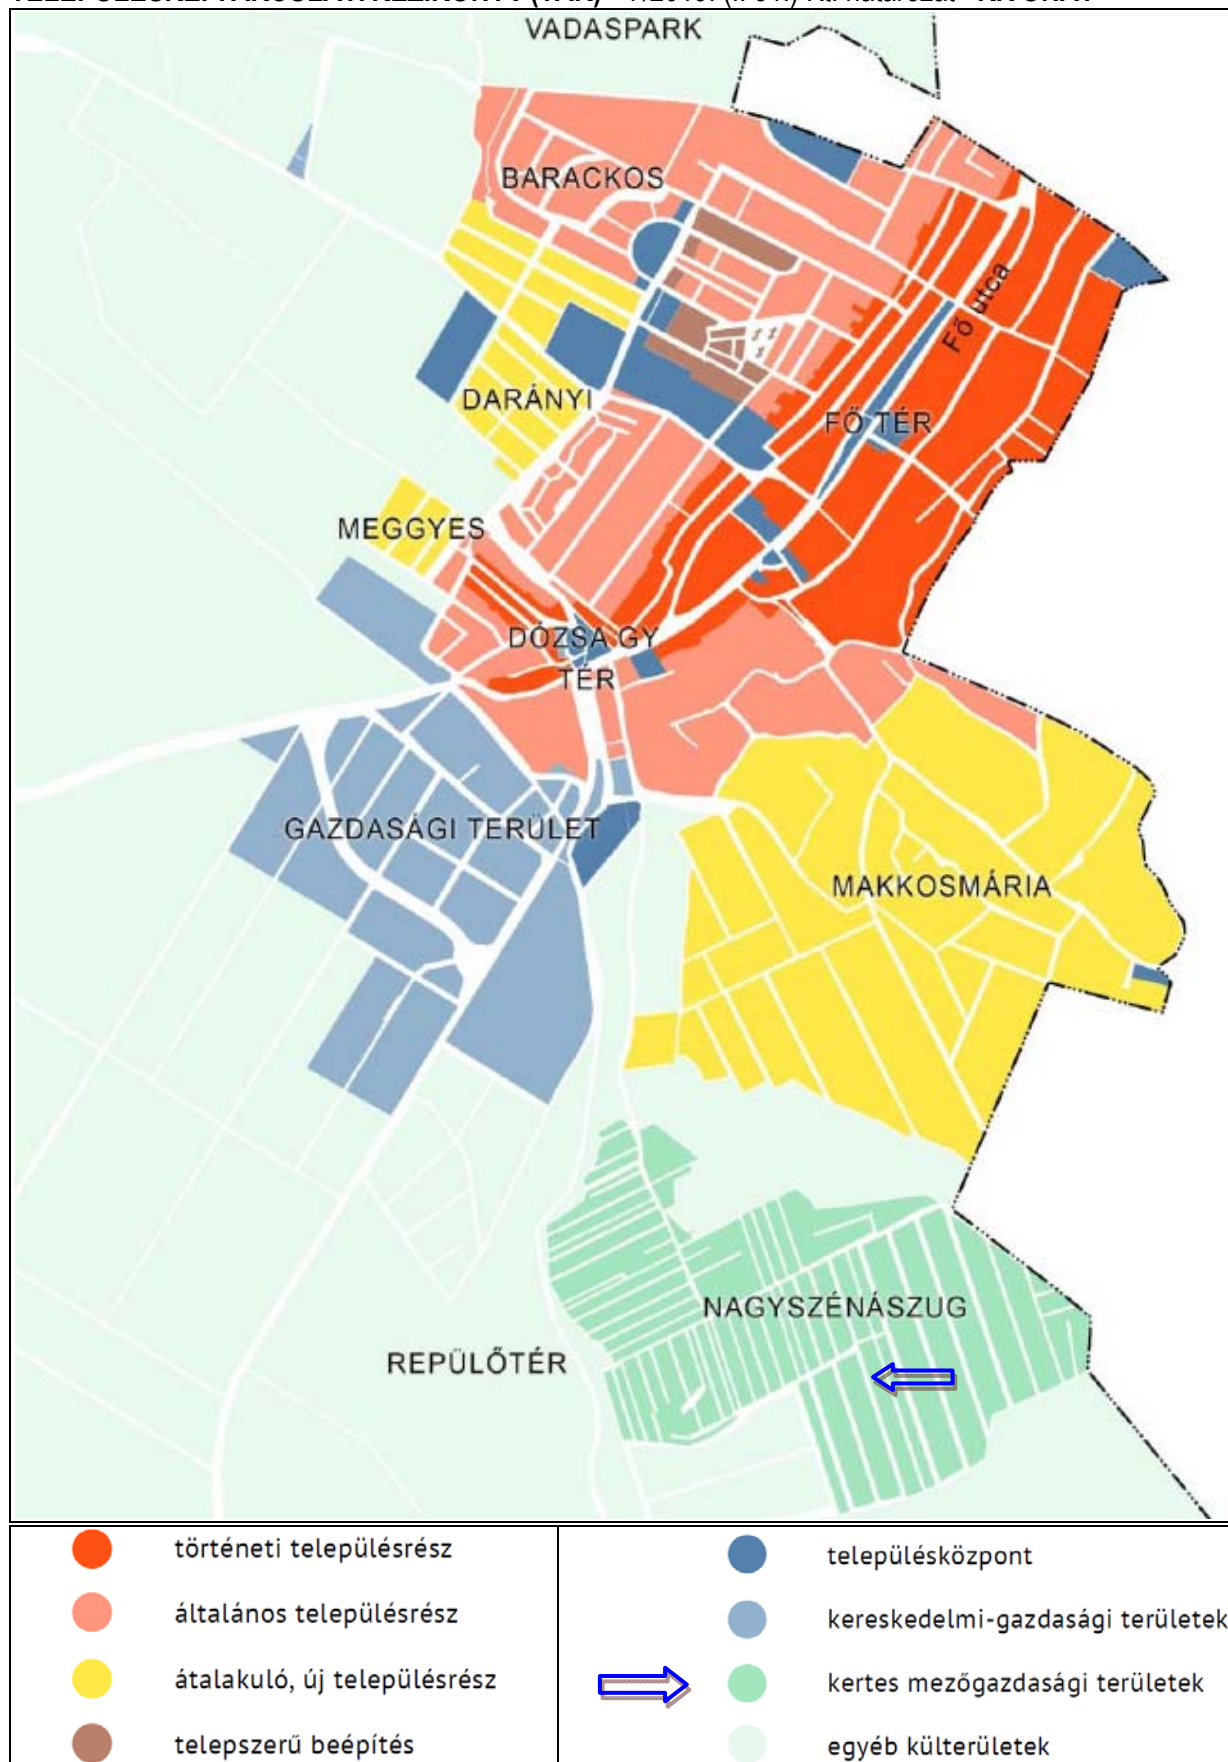 VADASPARK
BARACKOS
Fő utca
DARÁNYI
FŐ TÉR
MEGGYES
DÓZSA GY
TÉR
GAZDASÁGI TERÜLET
MAKKOSMÁRIA
NAGYSZÉNÁSZUG
REPÜLŐTÉR
történeti településrész
településközpont
általános településrész
kereskedelmi-gazdasági területek
átalakuló, új településrész
kertes mezőgazdasági területek
telepszerű beépítés
egyéb külterületek